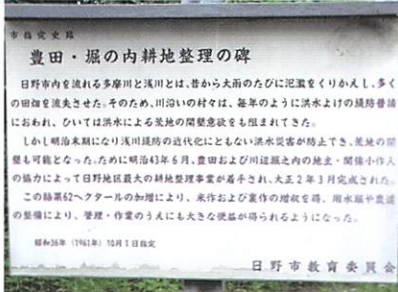 市指定史跡
豊田・堀の内耕地整理の碑
日野市内を流れる多摩川と浅川とは、昔から大雨のたびに氾濫をくりかえし、多く
の田畑を流失させた。そのため、川沿いの村々は、毎年のように洪水よけの堤防普請
におわれ、ひいては洪水による荒地の開墾意欲をも阻まれてきた。
しかし明治末期になり浅川堤防の近代化にともない洪水災害が防止でき、荒地の開
墾も可能となった。ために明治43年6月、豊田および川辺堀之内の地主・関係小作人
の協力によって日野地区最大の耕地整理事業が着手され、大正2年3月完成された。
この結果62ヘクタールの加増により、米作および裏作の増収を得、用水堀や農道
の整備により、管理・作業のうえにも大きな便益が得られるようになった。
昭和36年(1961年)10月1日指定
日野市教育委員会